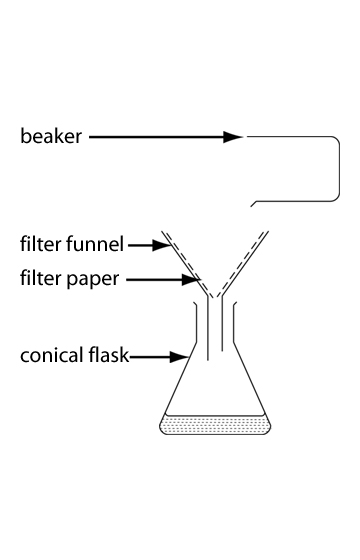 beaker
filter funnel
filter paper
conical flask